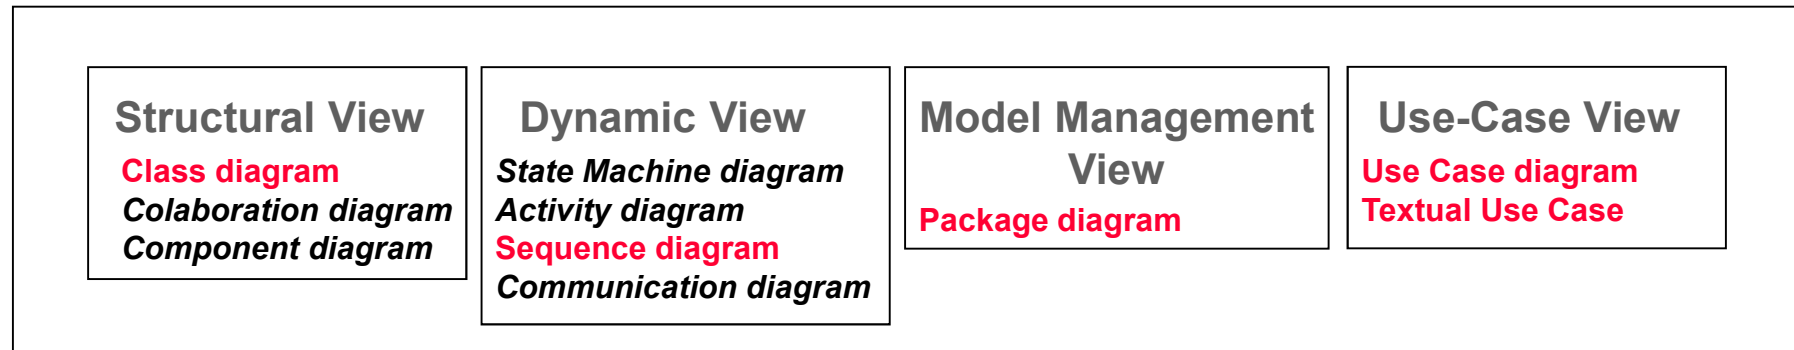 Structural View
Class diagram
Colaboration diagram
Component diagram
Dynamic View
State Machine diagram
Activity diagram
Sequence diagram
Communication diagram
Model Management
View
Package diagram
Use-Case View
Use Case diagram
Textual Use Case